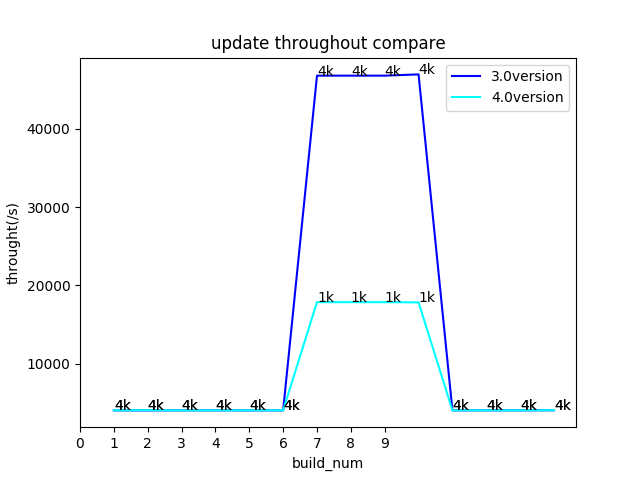 update throughout compare
3.0version
4.0version
throught(/s)
40000
30000
20000
10000
4k 4k 4k 4k
1k 1k 1k 1k
4k 4k 4k 4k 4k 4k 4k 4k 4k 4k
0 1 2 3 4 5 6 7 8 9
build_num